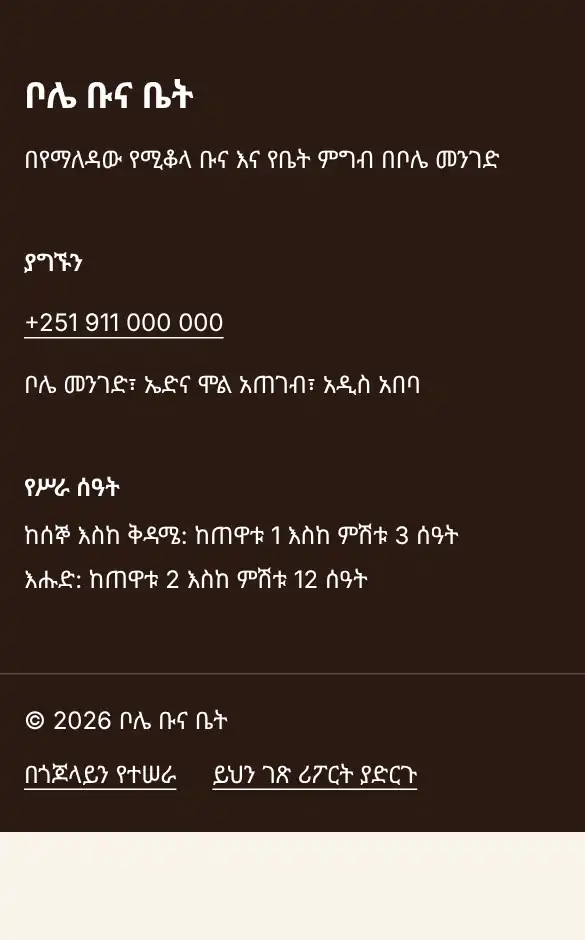 ቦሌ ቡና ቤት
በየማለዳው የሚቆላ ቡና እና የቤት ምግብ በቦሌ መንገድ
ያግኙን
+251 911 000 000
ቦሌ መንገድ፣ ኤድና ሞል አጠገብ፣ አዲስ አበባ
የሥራ ሰዓት
ከሰኞ እስከ ቅዳሜ: ከጠዋቱ 1 እስከ ምሽቱ 3 ሰዓት
እሑድ: ከጠዋቱ 2 እስከ ምሽቱ 12 ሰዓት
© 2026 ቦሌ ቡና ቤት
በጎጆላይን የተሠራ ይህን ገጽ ሪፖርት ያድርጉ